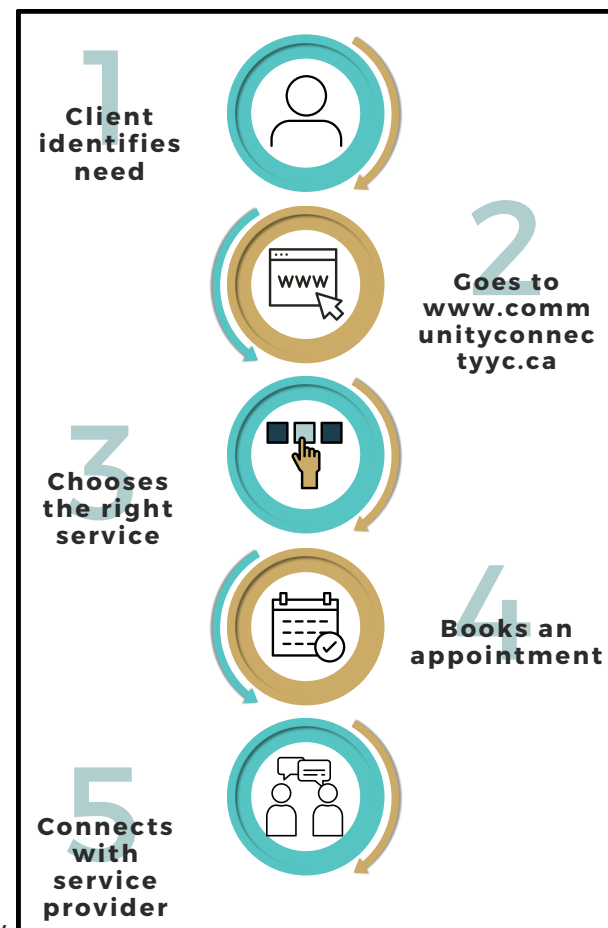 1
Client
identifies
need
www
2
Goes to
www.comm
unityconnec
tyyc.ca
3
Chooses
the right
service
4
Books an
appointment
5
Connects
with
service
provider